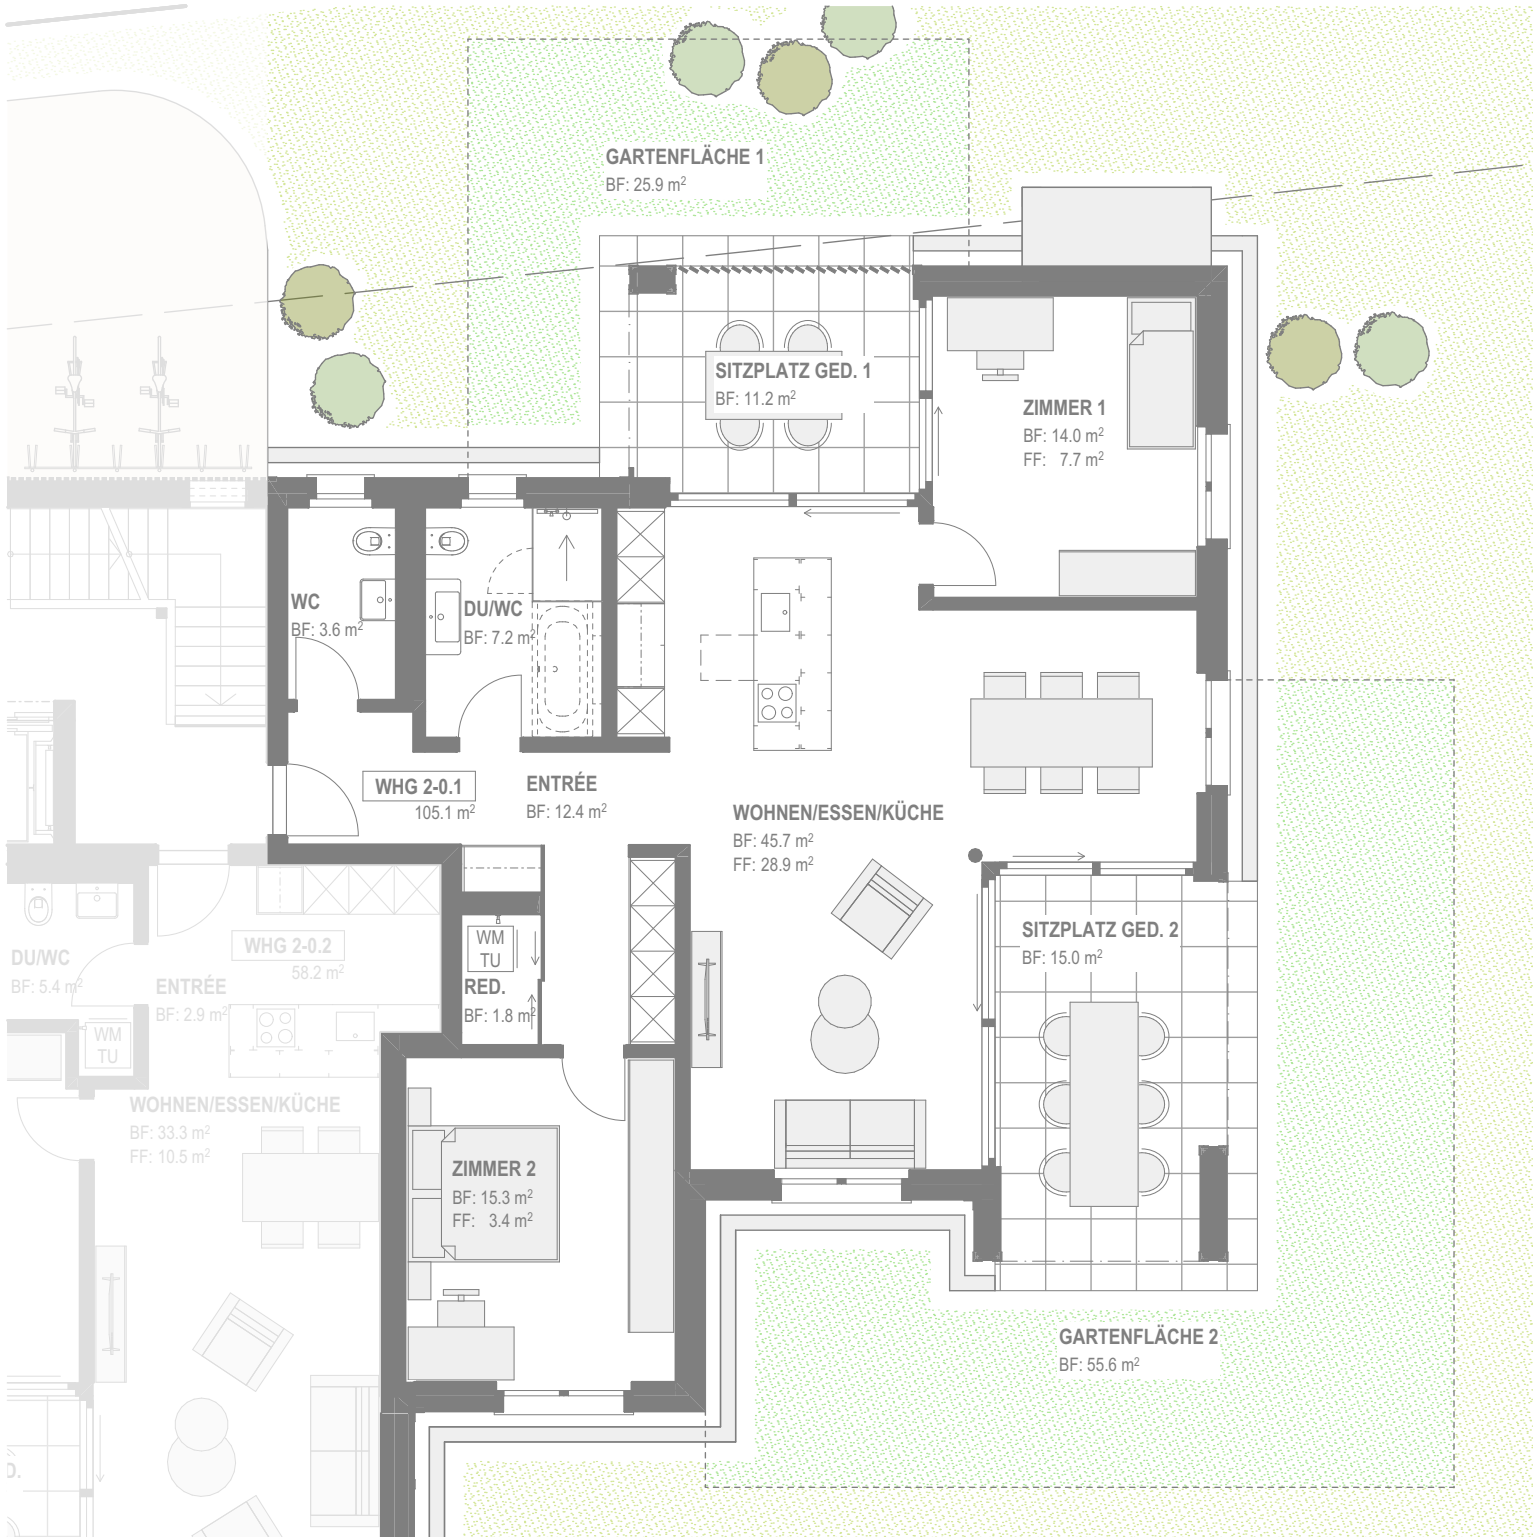 GARTENFLÄCHE 1
BF: 25.9 m²
SITZPLATZ GED. 1
BF: 11.2 m²
ZIMMER 1
BF: 14.0 m²
FF: 7.7 m²
WC
BF: 3.6 m²
DU/WC
BF: 7.2 m²
WHG 2-0.1
105.1 m²
ENTRÉE
BF: 12.4 m²
WOHNEN/ESSEN/KÜCHE
BF: 45.7 m²
FF: 28.9 m²
SITZPLATZ GED. 2
BF: 15.0 m²
WM
TU
RED.
BF: 1.8 m²
WHG 2-0.2
58.2 m²
DU/WC
BF: 5.4 m²
ENTRÉE
BF: 2.9 m²
WM
TU
WOHNEN/ESSEN/KÜCHE
BF: 33.3 m²
FF: 10.5 m²
ZIMMER 2
BF: 15.3 m²
FF: 3.4 m²
GARTENFLÄCHE 2
BF: 55.6 m²
D.